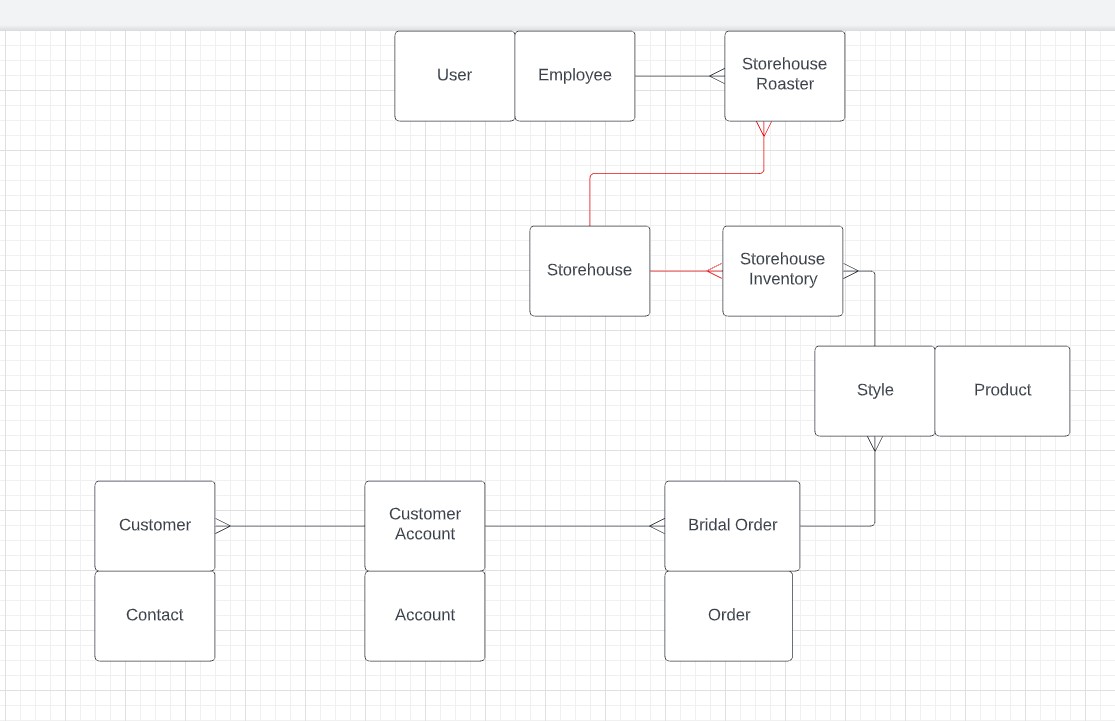 User
Employee
Storehouse
Roaster
Storehouse
Storehouse
Inventory
Style
Product
Customer
Customer
Account
Bridal Order
Contact
Account
Order